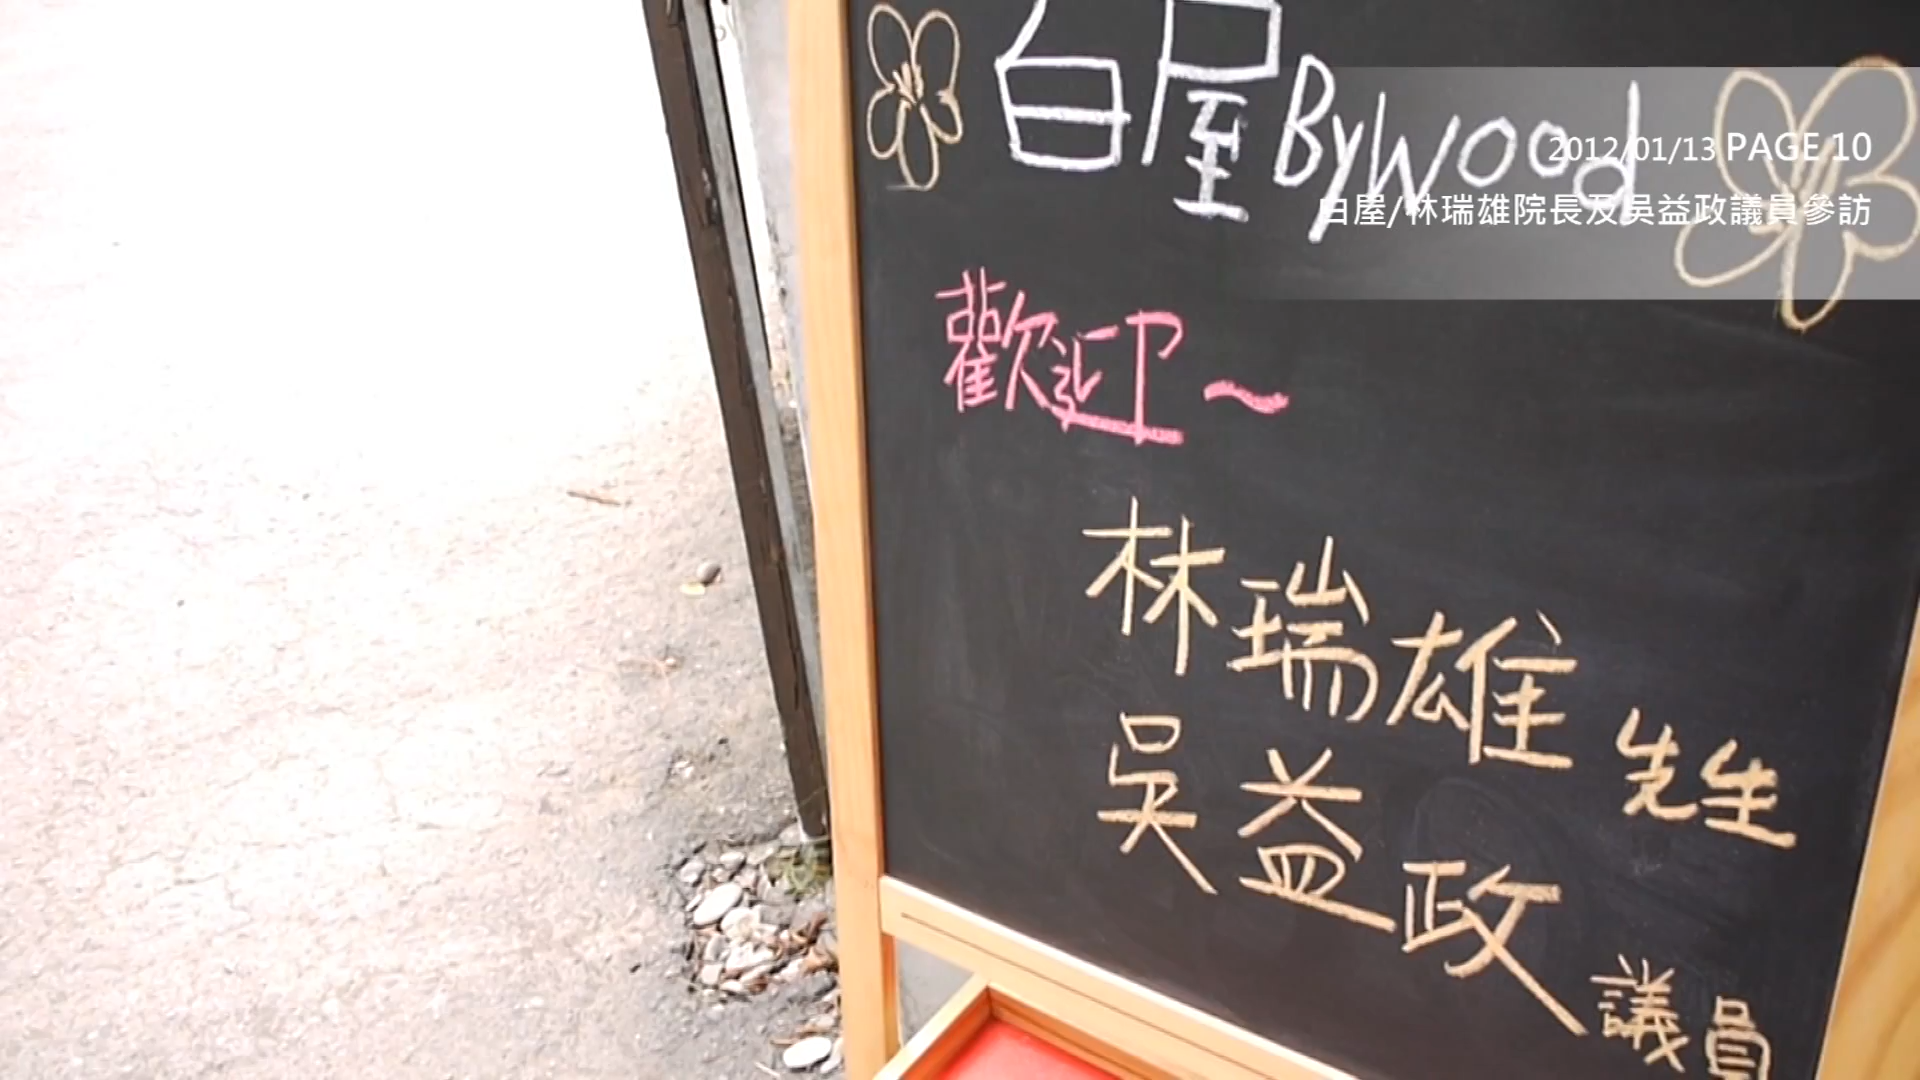 白屋Bywood
2012/01/13 PAGE 10
白屋/林瑞雄院長及吳益政議員參訪
歡迎~
林瑞雄先生
吳益政議員